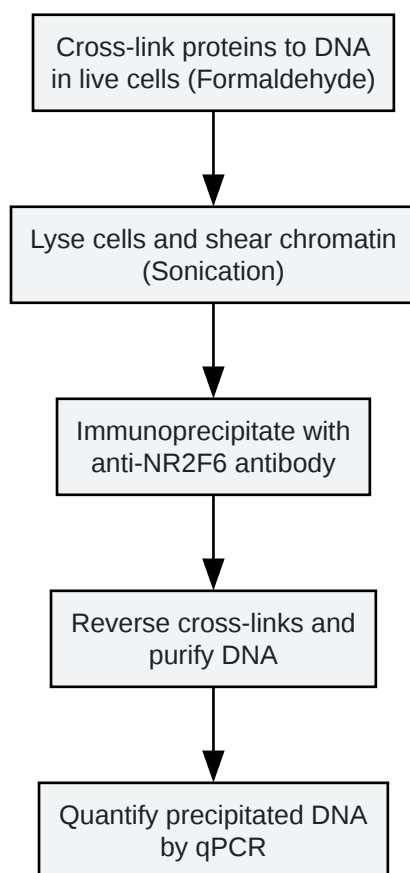 Cross-link proteins to DNA
in live cells (Formaldehyde)
Lyse cells and shear chromatin
(Sonication)
Immunoprecipitate with
anti-NR2F6 antibody
Reverse cross-links and
purify DNA
Quantify precipitated DNA
by qPCR